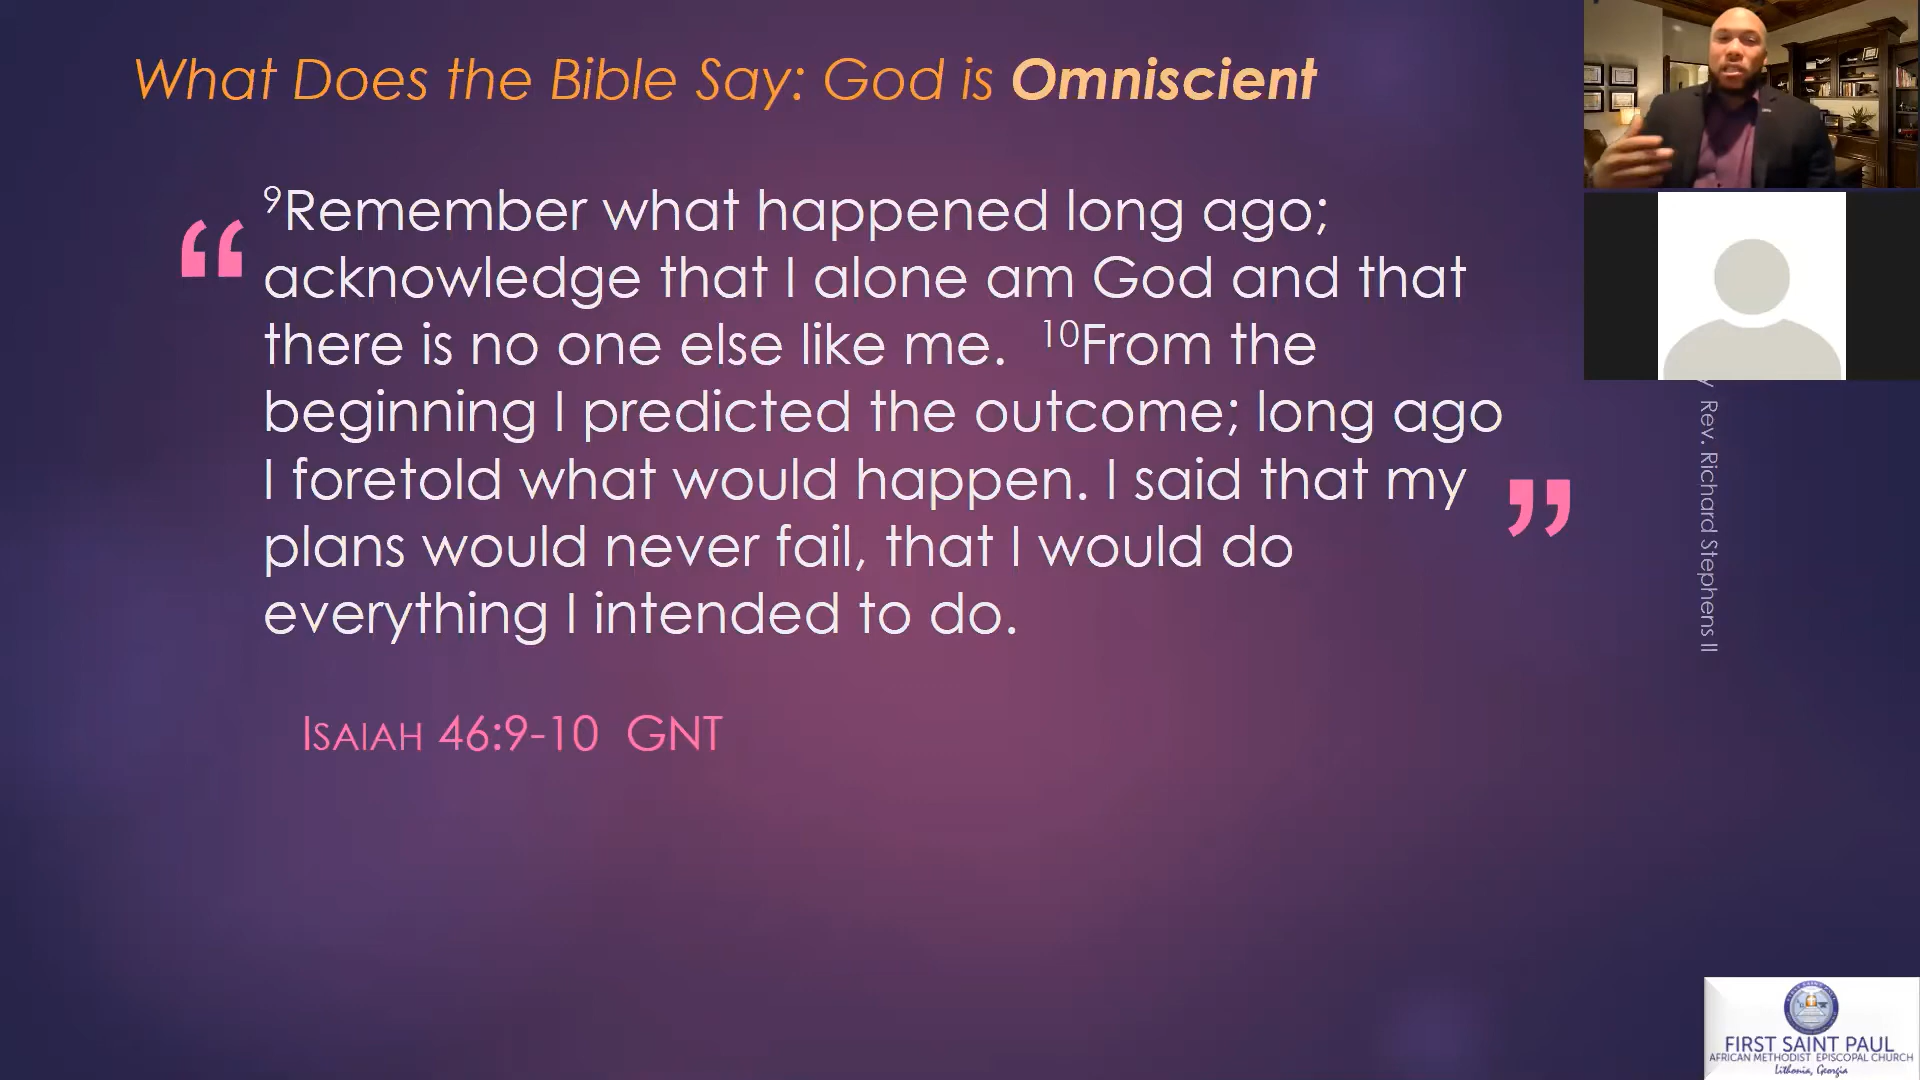 What Does the Bible Say: God is Omniscient
“ 9Remember what happened long ago;
acknowledge that I alone am God and that
there is no one else like me. 10From the
beginning I predicted the outcome; long ago
I foretold what would happen. I said that my
plans would never fail, that I would do
everything I intended to do. ”
ISAIAH 46:9-10 GNT
Rev. Richard Stephens II
FIRST SAINT PAUL
AFRICAN METHODIST EPISCOPAL CHURCH
Lithonia, Georgia